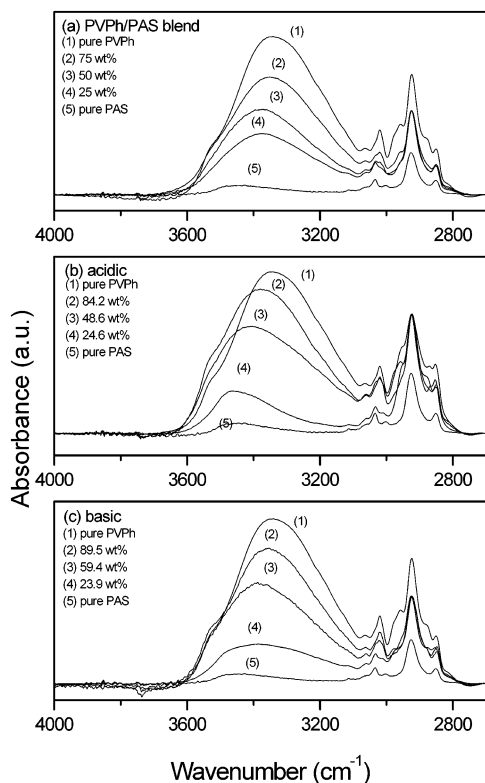 (a) PVPh/PAS blend
(1) pure PVPh
(2) 75 wt%
(3) 50 wt%
(4) 25 wt%
(5) pure PAS
(1)
(2)
(3)
(4)
(5)
4000 3600 3200 2800
(b) acidic
(1) pure PVPh
(2) 84.2 wt%
(3) 48.6 wt%
(4) 24.6 wt%
(5) pure PAS
(1)
(2)
(3)
(4)
(5)
4000 3600 3200 2800
(c) basic
(1) pure PVPh
(2) 89.5 wt%
(3) 59.4 wt%
(4) 23.9 wt%
(5) pure PAS
(1)
(2)
(3)
(4)
(5)
4000 3600 3200 2800
Absorbance (a.u.)
Wavenumber (cm⁻¹)